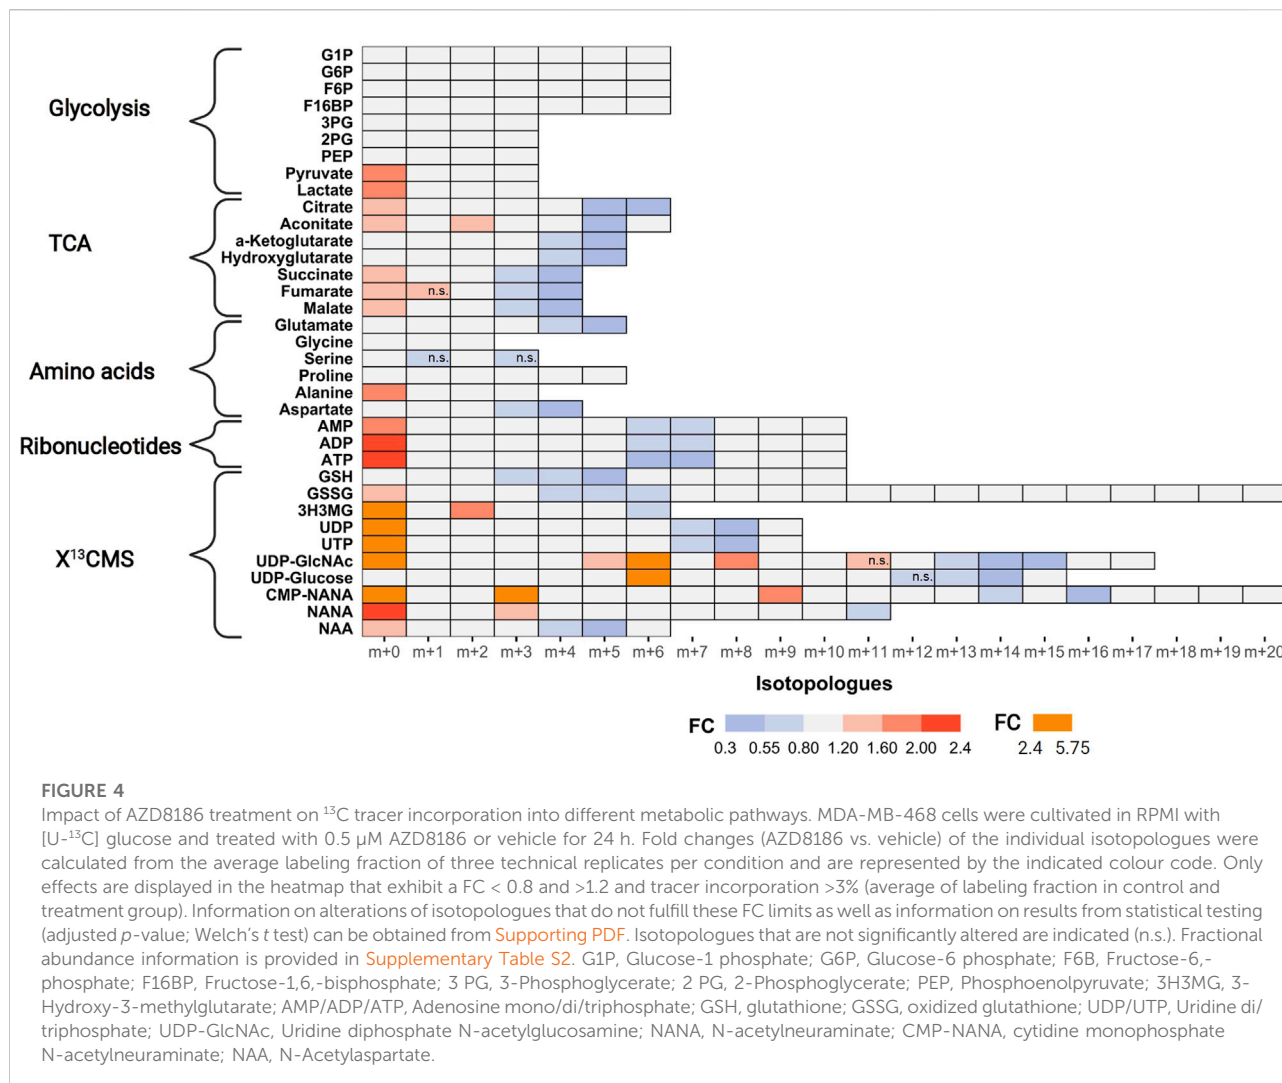 Glycolysis
TCA
Amino acids
Ribonucleotides
X¹³CMS
G1P
G6P
F6P
F16BP
3PG
2PG
PEP
Pyruvate
Lactate
Citrate
Aconitate
a-Ketoglutarate
Hydroxyglutarate
Succinate
Fumarate n.s.
Malate
Glutamate
Glycine
Serine n.s. n.s.
Proline
Alanine
Aspartate
AMP
ADP
ATP
GSH
GSSG
3H3MG
UDP
UTP
UDP-GlcNAc n.s.
UDP-Glucose n.s.
CMP-NANA
NANA
NAA
m+0 m+1 m+2 m+3 m+4 m+5 m+6 m+7 m+8 m+9 m+10 m+11 m+12 m+13 m+14 m+15 m+16 m+17 m+18 m+19 m+20
Isotopologues
FC FC
0.3 0.55 0.80 1.20 1.60 2.00 2.4 2.4 5.75
FIGURE 4
Impact of AZD8186 treatment on ¹³C tracer incorporation into different metabolic pathways. MDA-MB-468 cells were cultivated in RPMI with
[U-¹³C] glucose and treated with 0.5 µM AZD8186 or vehicle for 24 h. Fold changes (AZD8186 vs. vehicle) of the individual isotopologues were
calculated from the average labeling fraction of three technical replicates per condition and are represented by the indicated colour code. Only
effects are displayed in the heatmap that exhibit a FC < 0.8 and >1.2 and tracer incorporation >3% (average of labeling fraction in control and
treatment group). Information on alterations of isotopologues that do not fulfill these FC limits as well as information on results from statistical testing
(adjusted p-value; Welch's t test) can be obtained from Supporting PDF. Isotopologues that are not significantly altered are indicated (n.s.). Fractional
abundance information is provided in Supplementary Table S2. G1P, Glucose-1 phosphate; G6P, Glucose-6 phosphate; F6B, Fructose-6,-
phosphate; F16BP, Fructose-1,6,-bisphosphate; 3 PG, 3-Phosphoglycerate; 2 PG, 2-Phosphoglycerate; PEP, Phosphoenolpyruvate; 3H3MG, 3-
Hydroxy-3-methylglutarate; AMP/ADP/ATP, Adenosine mono/di/triphosphate; GSH, glutathione; GSSG, oxidized glutathione; UDP/UTP, Uridine di/
triphosphate; UDP-GlcNAc, Uridine diphosphate N-acetylglucosamine; NANA, N-acetylneuraminate; CMP-NANA, cytidine monophosphate
N-acetylneuraminate; NAA, N-Acetylaspartate.